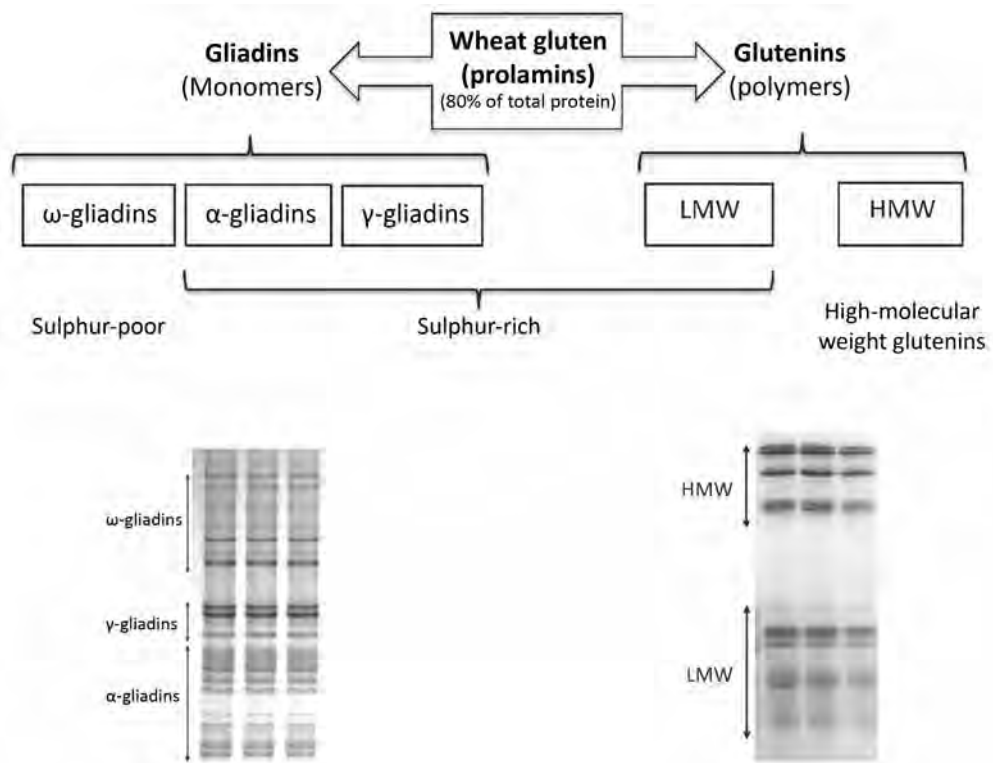 Gliadins
(Monomers)
Wheat gluten
(prolamins)
(80% of total protein)
Glutenins
(polymers)
ω-gliadins
α-gliadins
γ-gliadins
LMW
HMW
Sulphur-poor
Sulphur-rich
High-molecular
weight glutenins
ω-gliadins
γ-gliadins
α-gliadins
HMW
LMW